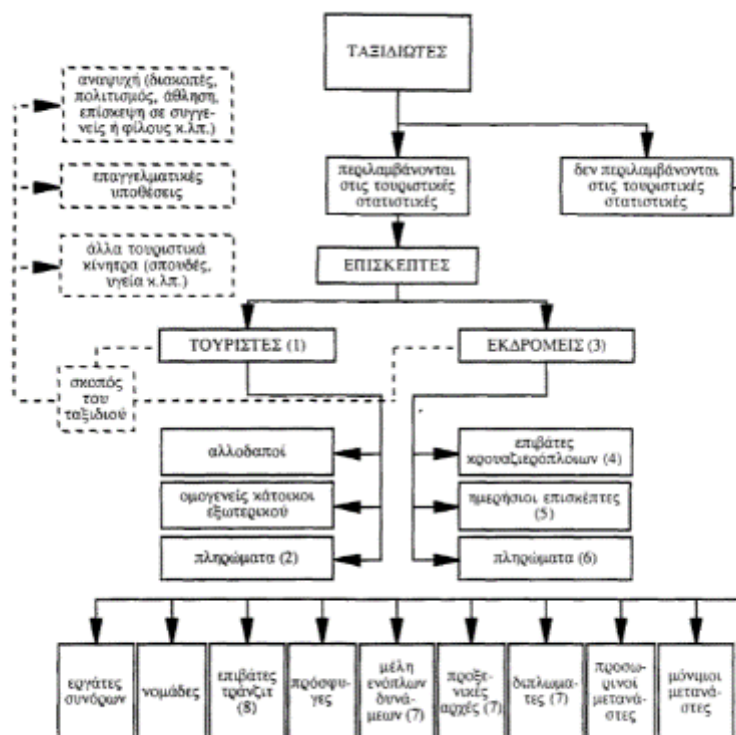 ΤΑΞΙΔΙΩΤΕΣ
αναψυχή (διακοπές,
πολιτισμός, άθληση,
επίσκεψη σε συγγε-
νείς ή φίλους κ.λπ.)
επαγγελματικές
υποθέσεις
άλλα τουριστικά
κίνητρα (σπουδές,
υγεία κ.λπ.)
περιλαμβάνονται
στις τουριστικές
στατιστικές
δεν περιλαμβάνονται
στις τουριστικές
στατιστικές
ΕΠΙΣΚΕΠΤΕΣ
ΤΟΥΡΙΣΤΕΣ (1)
ΕΚΔΡΟΜΕΙΣ (3)
σκοπός
του
ταξιδιού
αλλοδαποί
ομογενείς κάτοικοι
εξωτερικού
πληρώματα (2)
επιβάτες
κρουαζιερόπλοιων (4)
ημερήσιοι επισκέπτες
(5)
πληρώματα (6)
εργάτες
συνόρων
νομάδες
επιβάτες
τράνζιτ
(8)
πρόσφυ-
γες
μέλη
ενόπλων
δυνά-
μεων (7)
προξε-
νικές
αρχές (7)
διπλωμα-
τες (7)
προσω-
ρινοί
μετανά-
στες
μόνιμοι
μετανά-
στες